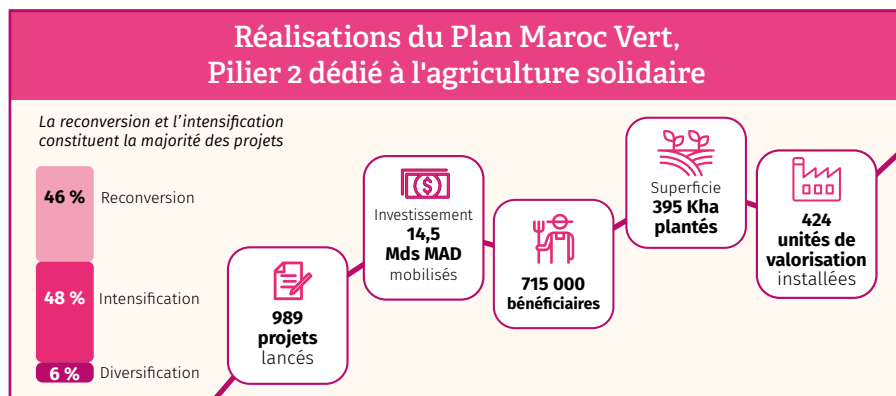 Réalisations du Plan Maroc Vert,
Pilier 2 dédié à l'agriculture solidaire
La reconversion et l'intensification
constituent la majorité des projets
46 % Reconversion
48 % Intensification
6 % Diversification
989
projets
lancés
Investissement
14,5
Mds MAD
mobilisés
715 000
bénéficiaires
Superficie
395 Kha
plantés
424
unités de
valorisation
installées